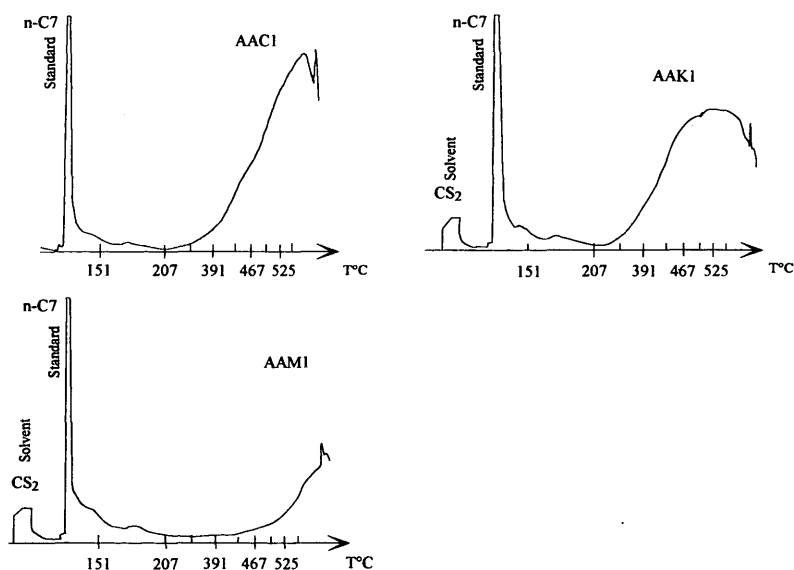 n-C7
Standard
AAC1
151 207 391 467 525 T°C
n-C7
Standard
AAK1
Solvent
CS2
151 207 391 467 525 T°C
n-C7
Standard
AAM1
Solvent
CS2
151 207 391 467 525 T°C